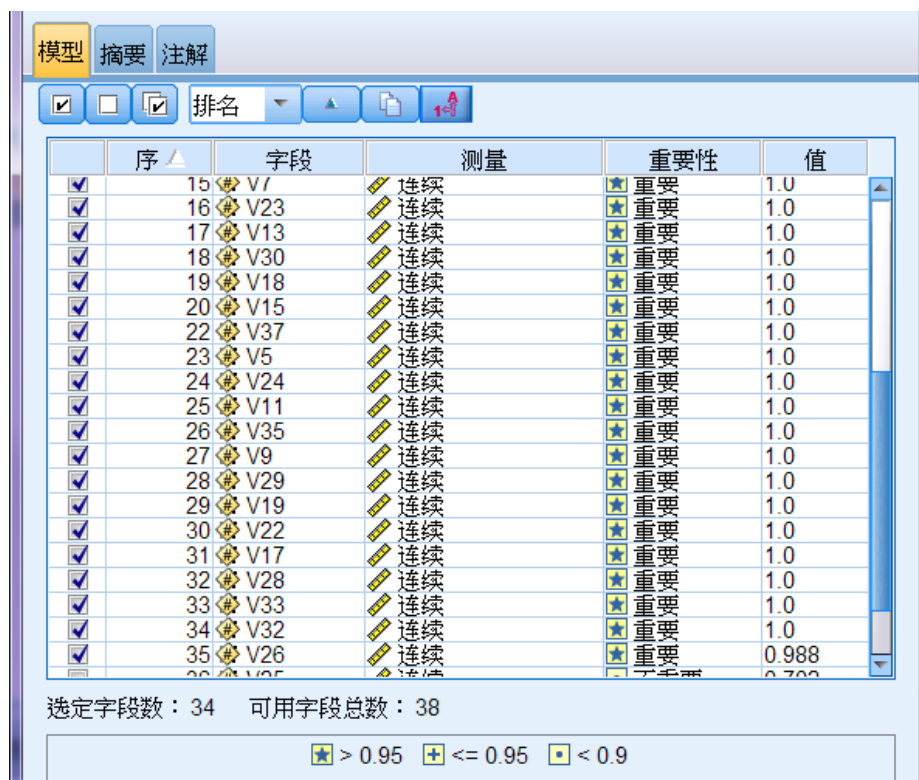 模型 摘要 注解
排名
序 字段 测量 重要性 值
15 V7 连续 重要 1.0
16 V23 连续 重要 1.0
17 V13 连续 重要 1.0
18 V30 连续 重要 1.0
19 V18 连续 重要 1.0
20 V15 连续 重要 1.0
22 V37 连续 重要 1.0
23 V5 连续 重要 1.0
24 V24 连续 重要 1.0
25 V11 连续 重要 1.0
26 V35 连续 重要 1.0
27 V9 连续 重要 1.0
28 V29 连续 重要 1.0
29 V19 连续 重要 1.0
30 V22 连续 重要 1.0
31 V17 连续 重要 1.0
32 V28 连续 重要 1.0
33 V33 连续 重要 1.0
34 V32 连续 重要 1.0
35 V26 连续 重要 0.988
选定字段数：34 可用字段总数：38
> 0.95 <= 0.95 < 0.9